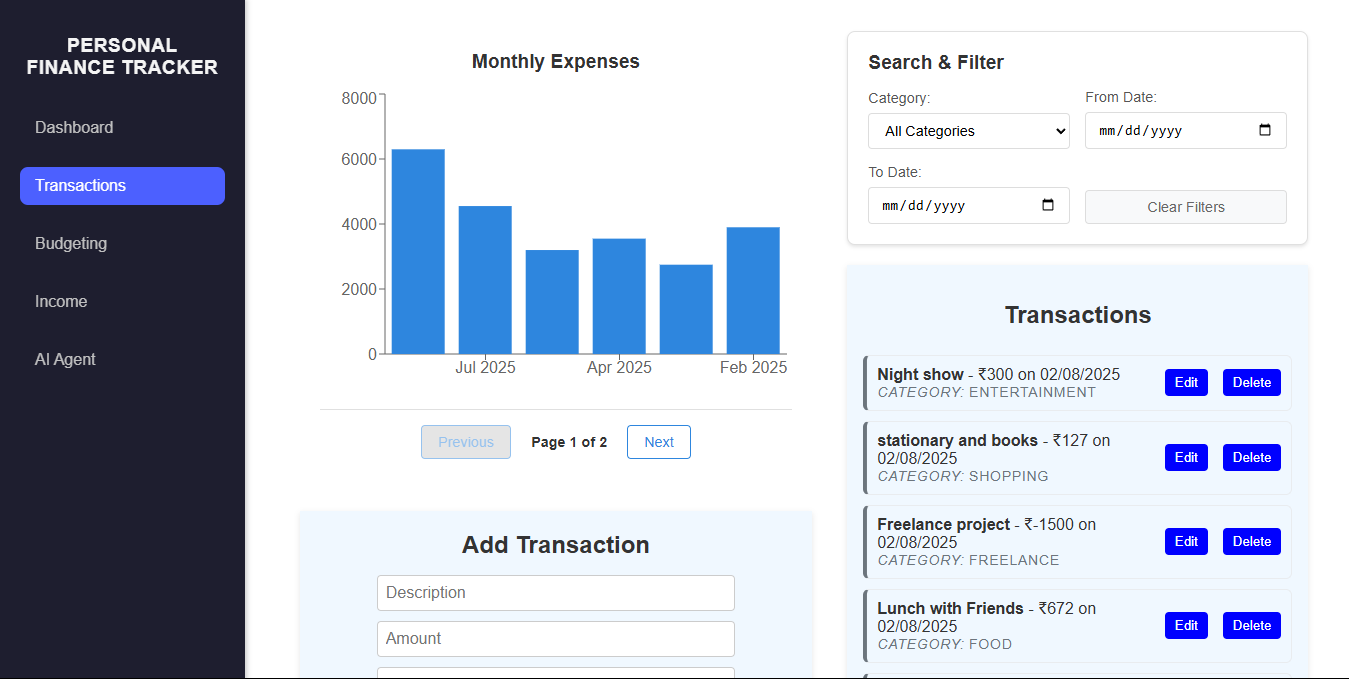 PERSONAL
FINANCE TRACKER
Dashboard
Transactions
Budgeting
Income
AI Agent
Monthly Expenses
8000
6000
4000
2000
0
Jul 2025 Apr 2025 Feb 2025
Previous Page 1 of 2 Next
Add Transaction
Description
Amount
Search & Filter
Category: From Date:
All Categories mm/dd/yyyy
To Date:
mm/dd/yyyy Clear Filters
Transactions
Night show - ₹300 on 02/08/2025
CATEGORY: ENTERTAINMENT
Edit Delete
stationary and books - ₹127 on
02/08/2025
CATEGORY: SHOPPING
Edit Delete
Freelance project - ₹-1500 on
02/08/2025
CATEGORY: FREELANCE
Edit Delete
Lunch with Friends - ₹672 on
02/08/2025
CATEGORY: FOOD
Edit Delete